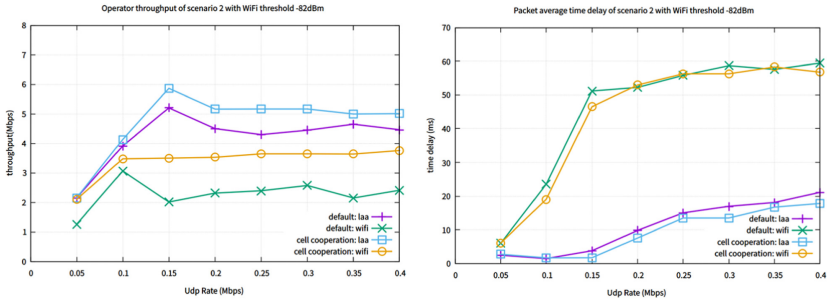 Operator throughput of scenario 2 with WiFi threshold -82dBm
throughput(Mbps)
8
7
6
5
4
3
2
1
0
0
0.05
0.1
0.15
0.2
0.25
0.3
0.35
0.4
Udp Rate (Mbps)
default: laa
default: wifi
cell cooperation: laa
cell cooperation: wifi
Packet average time delay of scenario 2 with WiFi threshold -82dBm
time delay (ms)
70
60
50
40
30
20
10
0
0
0.05
0.1
0.15
0.2
0.25
0.3
0.35
0.4
Udp Rate (Mbps)
default: laa
default: wifi
cell cooperation: laa
cell cooperation: wifi